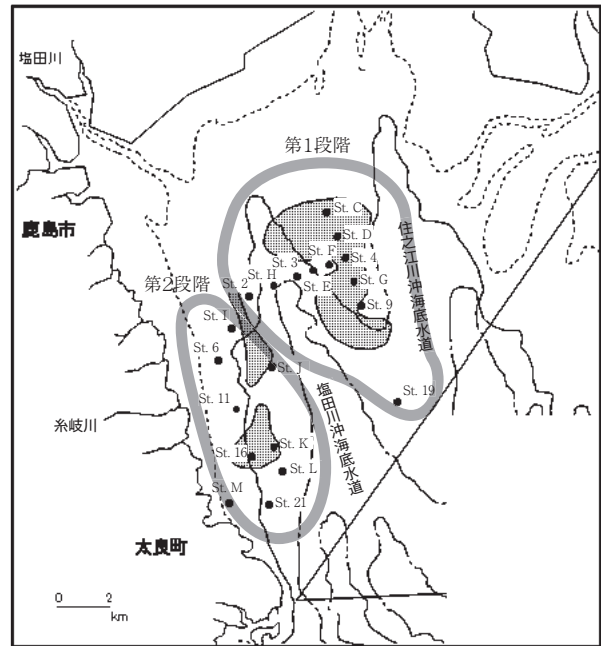 塩田川
第1段階
鹿島市
St. C
St. D
St. F
St. 4
St. 3
St. E
St. G
St. H
St. 2
St. 9
住之江川沖海底水道
第2段階
St. I
St. 6
St. J
St. 19
St. 11
塩田川沖海底水道
糸岐川
St. K
St. 16
St. L
St. M
St. 21
太良町
0 2
km